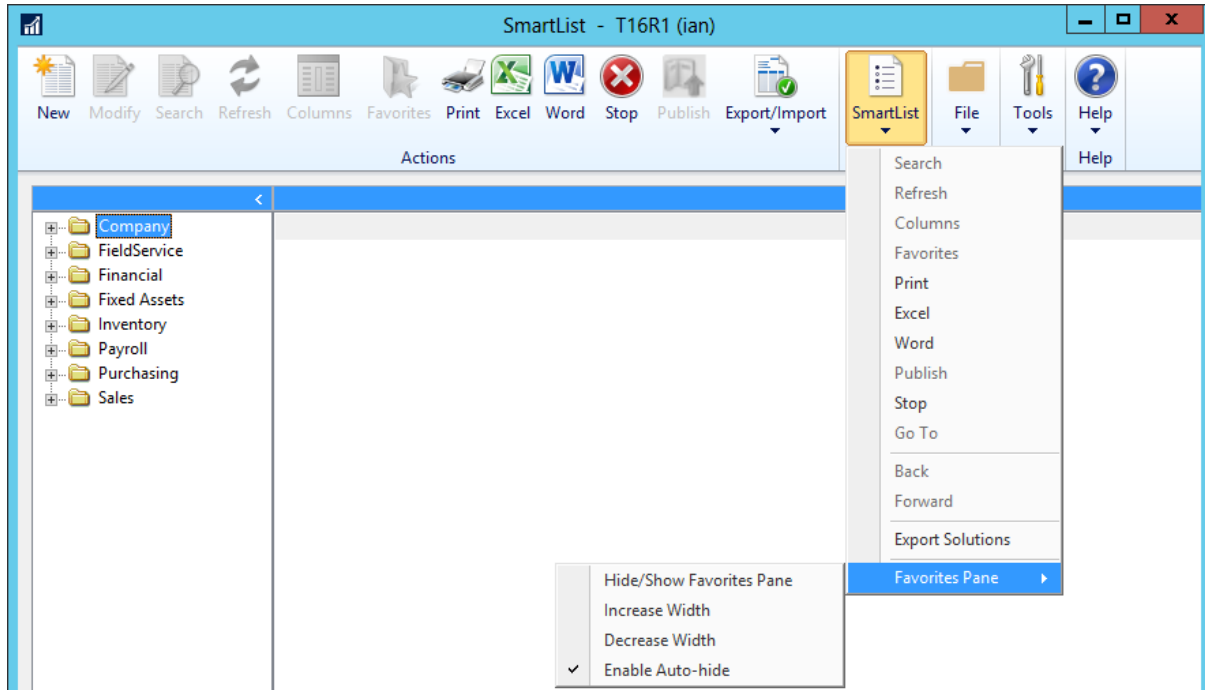 SmartList - T16R1 (ian)
New Modify Search Refresh Columns Favorites Print Excel Word Stop Publish Export/Import SmartList File Tools Help
Actions
Help
Company
FieldService
Financial
Fixed Assets
Inventory
Payroll
Purchasing
Sales
Search
Refresh
Columns
Favorites
Print
Excel
Word
Publish
Stop
Go To
Back
Forward
Export Solutions
Favorites Pane
Hide/Show Favorites Pane
Increase Width
Decrease Width
Enable Auto-hide